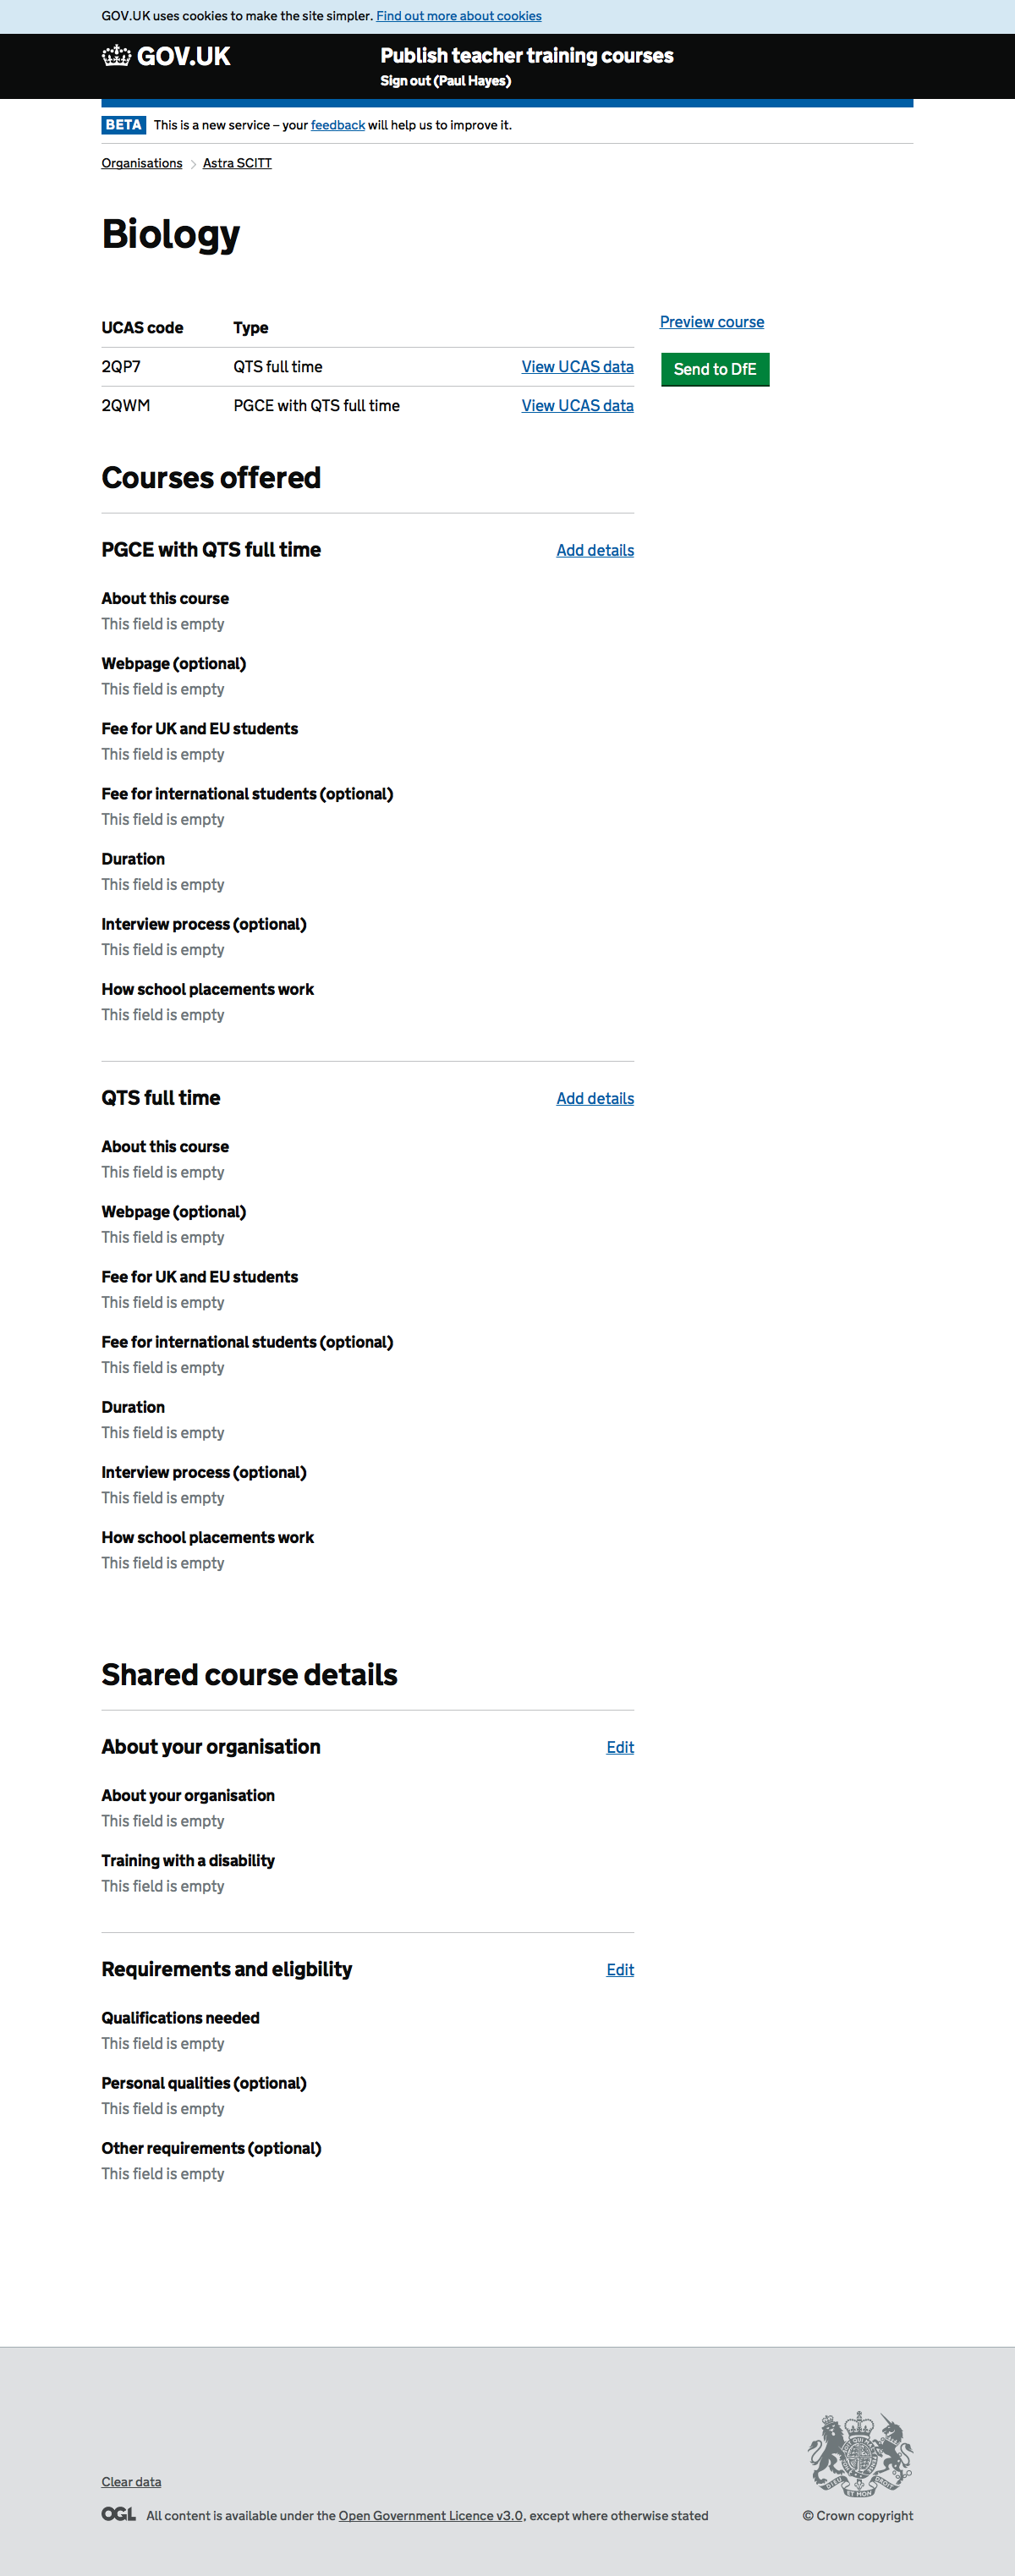 GOV.UK uses cookies to make the site simpler. Find out more about cookies
GOV.UK
Publish teacher training courses
Sign out (Paul Hayes)
BETA This is a new service – your feedback will help us to improve it.
Organisations > Astra SCITT
Biology
UCAS code Type
Preview course
2QP7 QTS full time View UCAS data
Send to DfE
2QWM PGCE with QTS full time View UCAS data
Courses offered
PGCE with QTS full time Add details
About this course
This field is empty
Webpage (optional)
This field is empty
Fee for UK and EU students
This field is empty
Fee for international students (optional)
This field is empty
Duration
This field is empty
Interview process (optional)
This field is empty
How school placements work
This field is empty
QTS full time Add details
About this course
This field is empty
Webpage (optional)
This field is empty
Fee for UK and EU students
This field is empty
Fee for international students (optional)
This field is empty
Duration
This field is empty
Interview process (optional)
This field is empty
How school placements work
This field is empty
Shared course details
About your organisation Edit
About your organisation
This field is empty
Training with a disability
This field is empty
Requirements and eligbility Edit
Qualifications needed
This field is empty
Personal qualities (optional)
This field is empty
Other requirements (optional)
This field is empty
Clear data
OGL All content is available under the Open Government Licence v3.0, except where otherwise stated
© Crown copyright